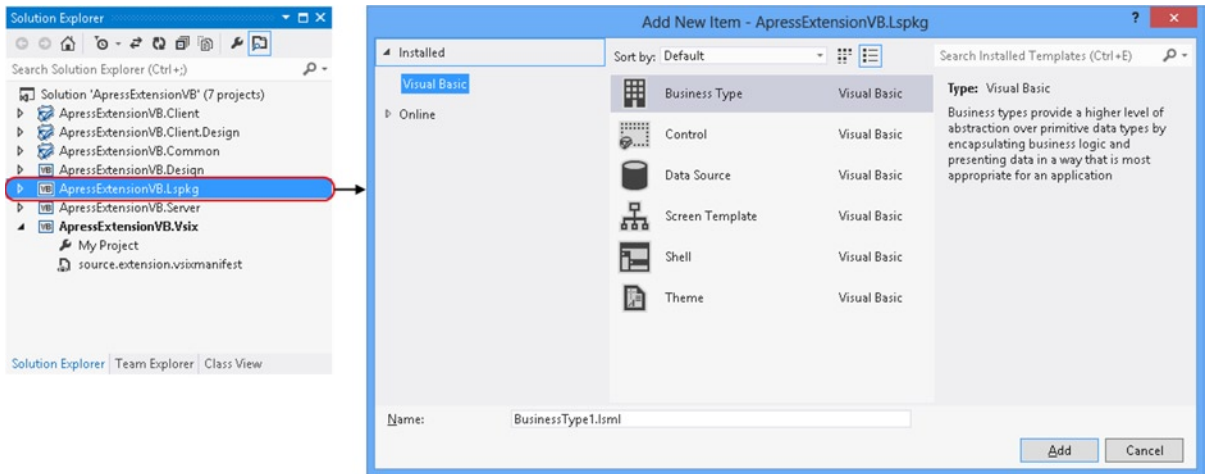 Solution Explorer
Search Solution Explorer (Ctrl+;)
Solution 'ApressExtensionVB' (7 projects)
ApressExtensionVB.Client
ApressExtensionVB.Client.Design
ApressExtensionVB.Common
VB ApressExtensionVB.Design
VB ApressExtensionVB.Lspkg
VB ApressExtensionVB.Server
VB ApressExtensionVB.Vsix
My Project
source.extension.vsixmanifest
Solution Explorer Team Explorer Class View
Add New Item - ApressExtensionVB.Lspkg
Installed
Visual Basic
Online
Sort by: Default
Business Type Visual Basic
Control Visual Basic
Data Source Visual Basic
Screen Template Visual Basic
Shell Visual Basic
Theme Visual Basic
Search Installed Templates (Ctrl+E)
Type: Visual Basic
Business types provide a higher level of
abstraction over primitive data types by
encapsulating business logic and
presenting data in a way that is most
appropriate for an application
Name: BusinessType1.lsml
Add Cancel